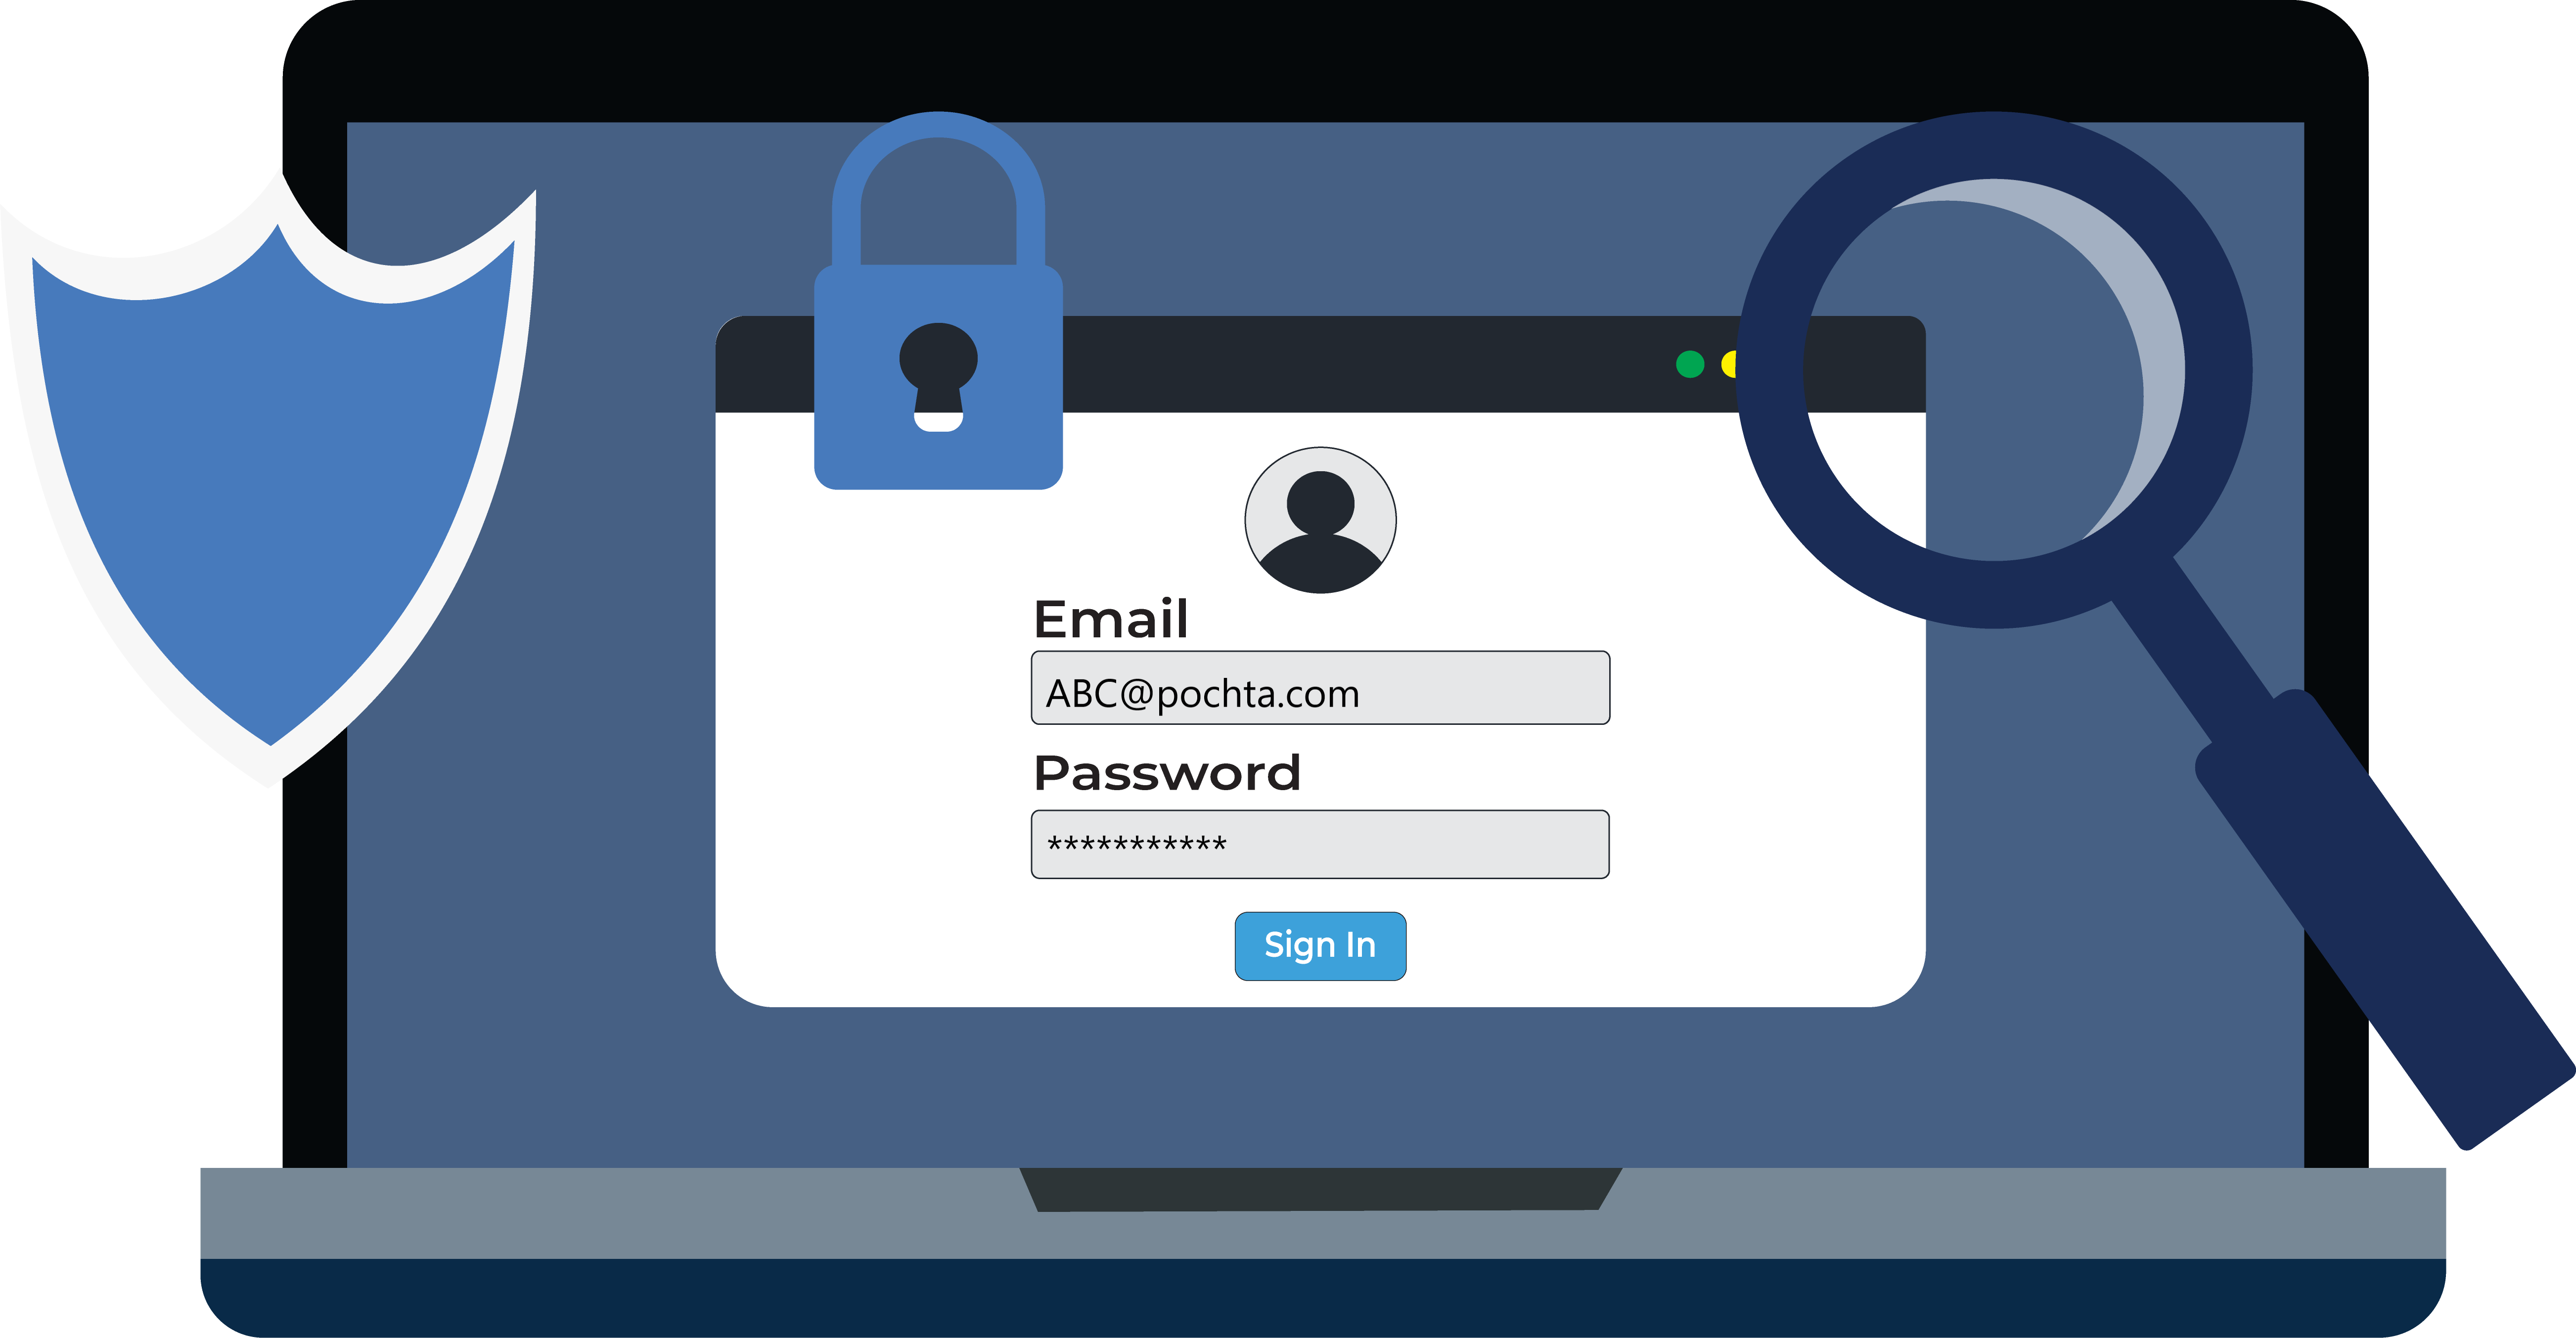 Email
ABC@pochta.com
Password
***********
Sign In